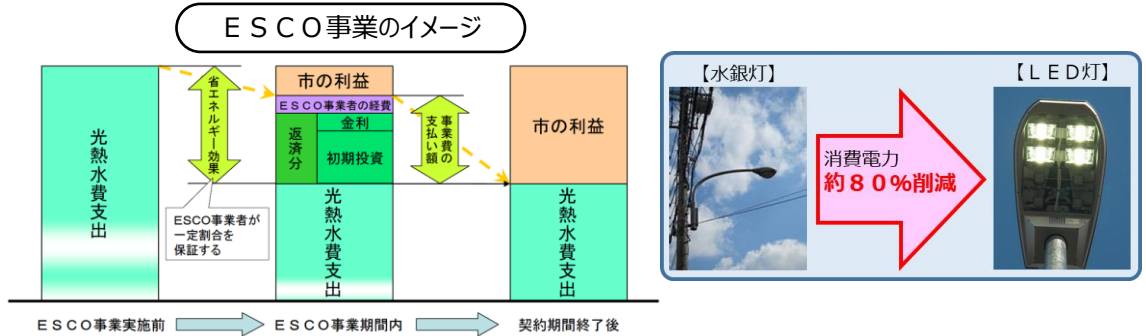 ＥＳＣＯ事業のイメージ
光熱水費支出
省エネルギー効果
ESCO事業者が
一定割合を
保証する
市の利益
ＥＳＣＯ事業者の経費
返済分
金利
初期投資
光熱水費支出
事業費の
支払い額
市の利益
光熱水費支出
ＥＳＣＯ事業実施前
ＥＳＣＯ事業期間内
契約期間終了後
【水銀灯】
消費電力
約８０％削減
【ＬＥＤ灯】